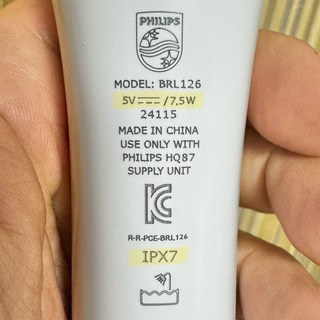 PHILIPS
MODEL: BRL126
5V⎓/7,5W
24115
MADE IN CHINA
USE ONLY WITH
PHILIPS HQ87
SUPPLY UNIT
KC
R-R-PCE-BRL126
IPX7